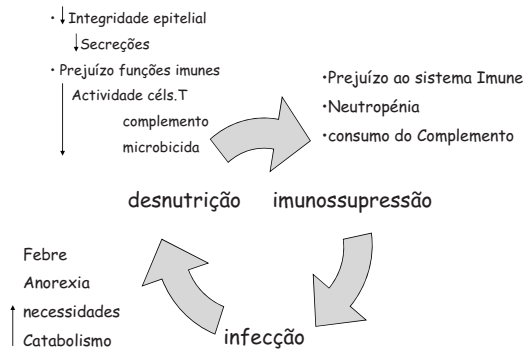 · ↓ Integridade epitelial
↓ Secreções
· Prejuízo funções imunes
↓ Actividade céls.T
complemento
microbicida
·Prejuízo ao sistema Imune
·Neutropénia
·consumo do Complemento
desnutrição
imunossupressão
Febre
Anorexia
↑ necessidades
Catabolismo
infecção